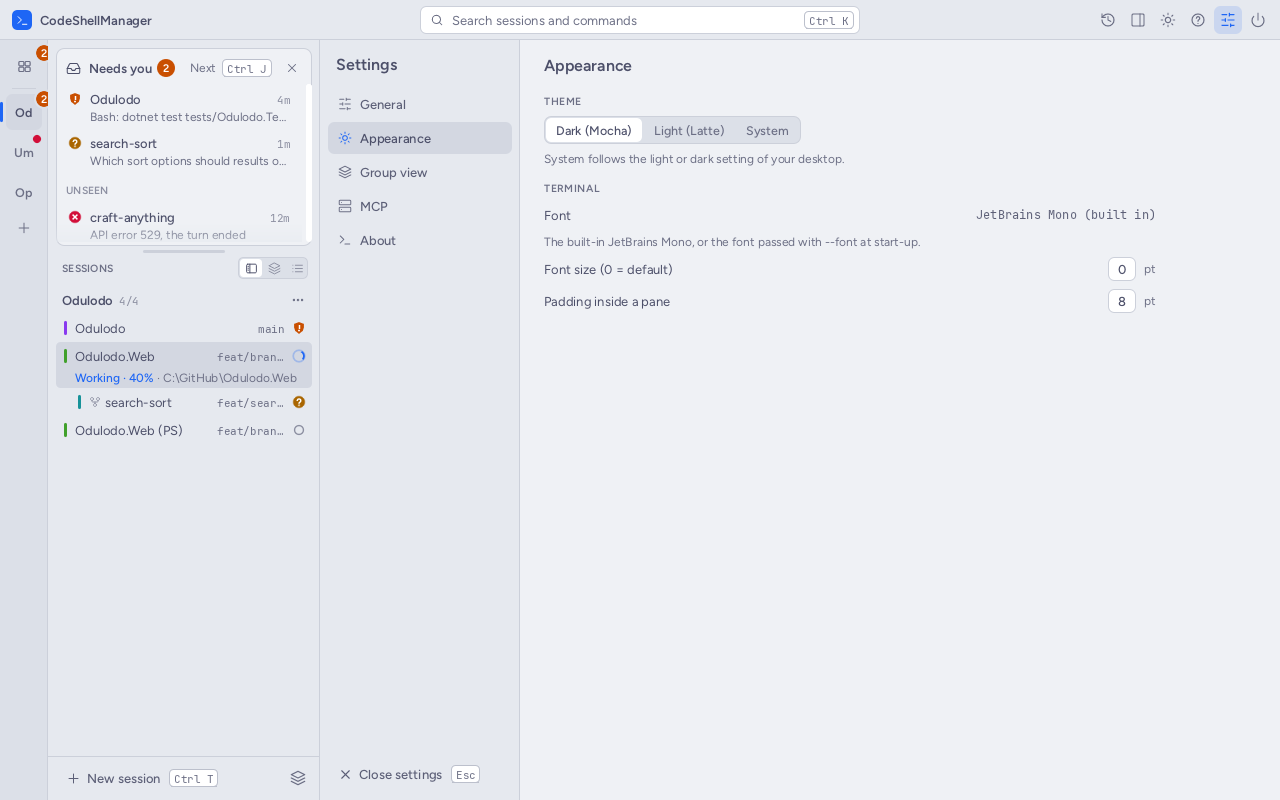 CodeShellManager
Search sessions and commands
Ctrl K
2
Od
2
Um
Op
Needs you 2 Next Ctrl J
Odulodo 4m
Bash: dotnet test tests/Odulodo.Te…
search-sort 1m
Which sort options should results o…
UNSEEN
craft-anything 12m
API error 529, the turn ended
SESSIONS
Odulodo 4/4
Odulodo main
Odulodo.Web feat/bran…
Working · 40% · C:\GitHub\Odulodo.Web
search-sort feat/sear…
Odulodo.Web (PS) feat/bran…
New session Ctrl T
Settings
General
Appearance
Group view
MCP
About
Close settings Esc
Appearance
THEME
Dark (Mocha) Light (Latte) System
System follows the light or dark setting of your desktop.
TERMINAL
Font JetBrains Mono (built in)
The built-in JetBrains Mono, or the font passed with --font at start-up.
Font size (0 = default) 0 pt
Padding inside a pane 8 pt